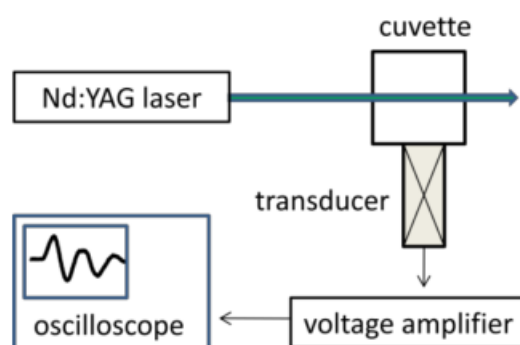 cuvette
Nd:YAG laser
transducer
oscilloscope
voltage amplifier